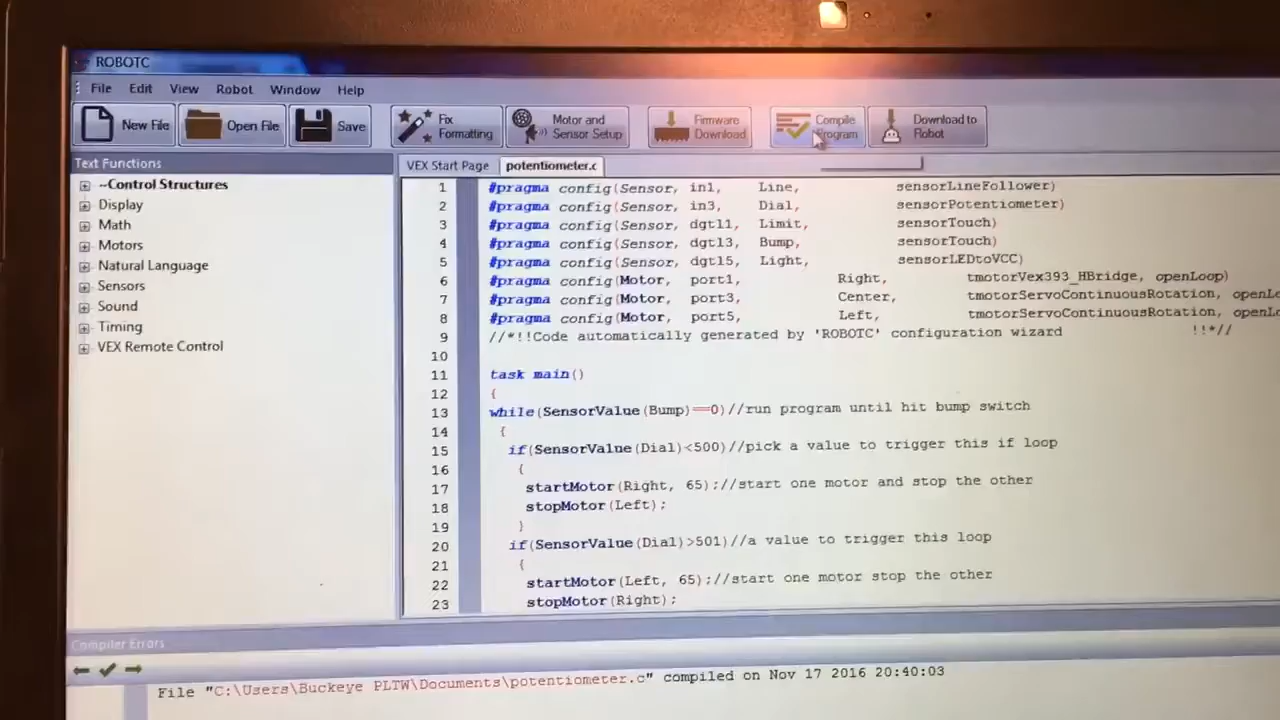 ROBOTC
File Edit View Robot Window Help
New File Open File Save Fix Formatting Motor and Sensor Setup Firmware Download Compile Program Download to Robot
Text Functions
VEX Start Page potentiometer.c
--Control Structures
Display
Math
Motors
Natural Language
Sensors
Sound
Timing
VEX Remote Control
1 #pragma config(Sensor, in1, Line, sensorLineFollower)
2 #pragma config(Sensor, in3, Dial, sensorPotentiometer)
3 #pragma config(Sensor, dgtl1, Limit, sensorTouch)
4 #pragma config(Sensor, dgtl3, Bump, sensorTouch)
5 #pragma config(Sensor, dgtl5, Light, sensorLEDtoVCC)
6 #pragma config(Motor, port1, Right, tmotorVex393_HBridge, openLoop)
7 #pragma config(Motor, port3, Center, tmotorServoContinuousRotation, openLo
8 #pragma config(Motor, port5, Left, tmotorServoContinuousRotation, openLo
9 //*!!Code automatically generated by 'ROBOTC' configuration wizard !!*//
10
11 task main()
12 {
13 while(SensorValue(Bump)==0)//run program until hit bump switch
14 {
15 if(SensorValue(Dial)<500)//pick a value to trigger this if loop
16 {
17 startMotor(Right, 65);//start one motor and stop the other
18 stopMotor(Left);
19 }
20 if(SensorValue(Dial)>501)//a value to trigger this loop
21 {
22 startMotor(Left, 65);//start one motor stop the other
23 stopMotor(Right);
Compiler Errors
File "C:\Users\Buckeye PLTW\Documents\potentiometer.c" compiled on Nov 17 2016 20:40:03